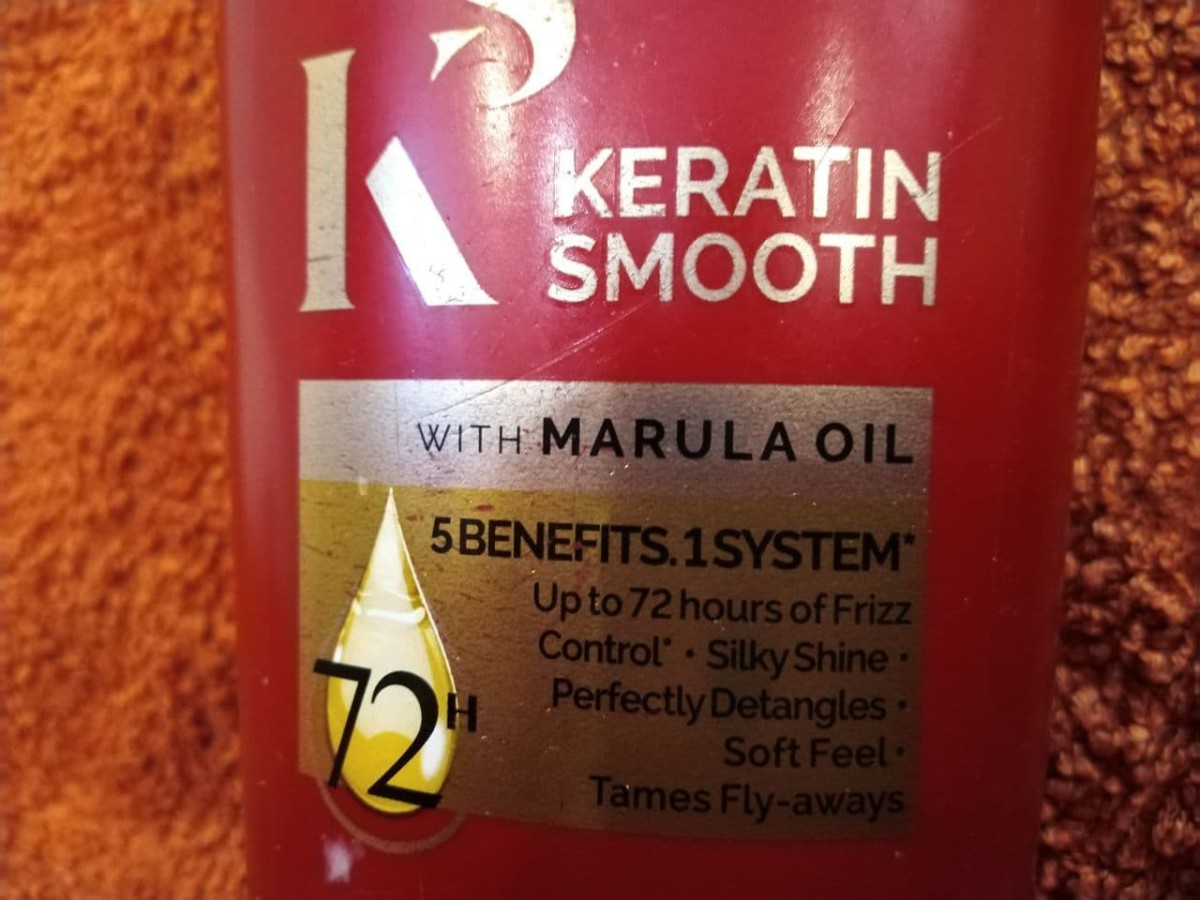 K
KERATIN
SMOOTH
WITH MARULA OIL
5 BENEFITS. 1 SYSTEM*
Up to 72 hours of Frizz
Control* • Silky Shine •
Perfectly Detangles •
Soft Feel •
Tames Fly-aways
72H